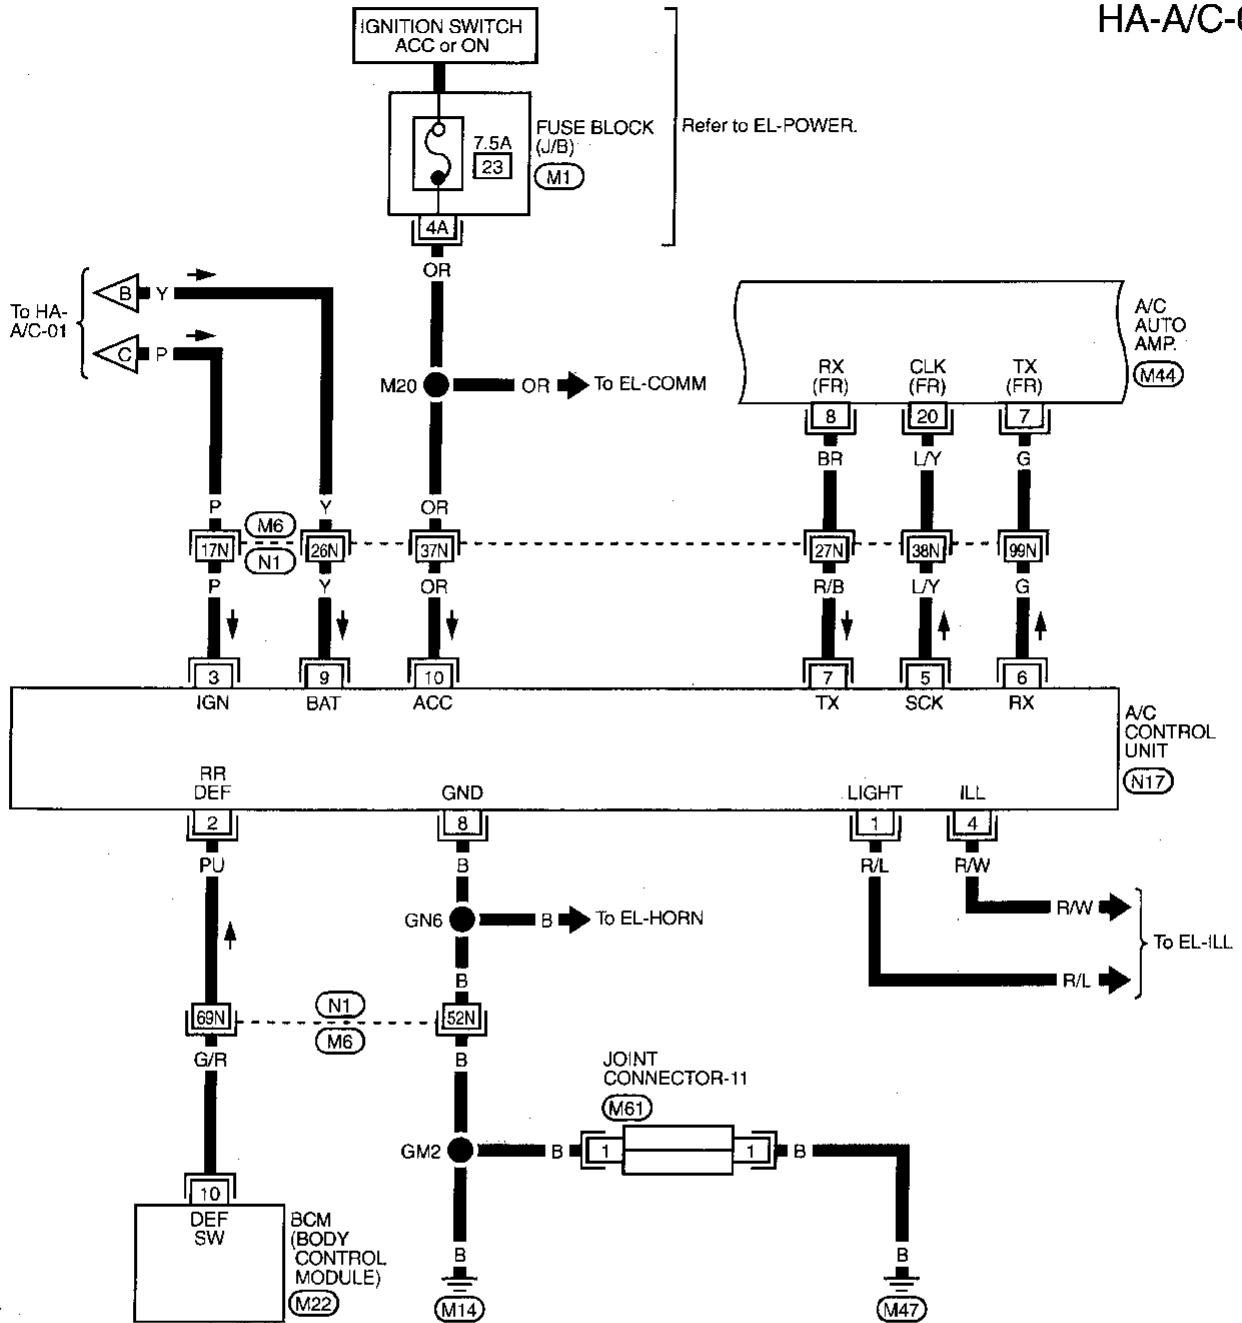 HA-A/C-
IGNITION SWITCH
ACC or ON
7.5A
23
FUSE BLOCK
(J/B)
M1
Refer to EL-POWER.
4A
OR
To HA-
A/C-01
B
Y
C
P
M20
OR
To EL-COMM
A/C
AUTO
AMP.
M44
RX
(FR)
CLK
(FR)
TX
(FR)
8
20
7
BR
L/Y
G
P
Y
OR
M6
N1
17N
26N
37N
27N
38N
99N
P
Y
OR
R/B
L/Y
G
3
9
10
7
5
6
IGN
BAT
ACC
TX
SCK
RX
A/C
CONTROL
UNIT
N17
RR
DEF
GND
LIGHT
ILL
2
8
1
4
PU
B
R/L
R/W
GN6
B
To EL-HORN
R/W
To EL-ILL
R/L
B
69N
N1
M6
52N
G/R
B
JOINT
CONNECTOR-11
M61
GM2
B
1
1
B
10
DEF
SW
BCM
(BODY
CONTROL
MODULE)
M22
B
M14
B
M47